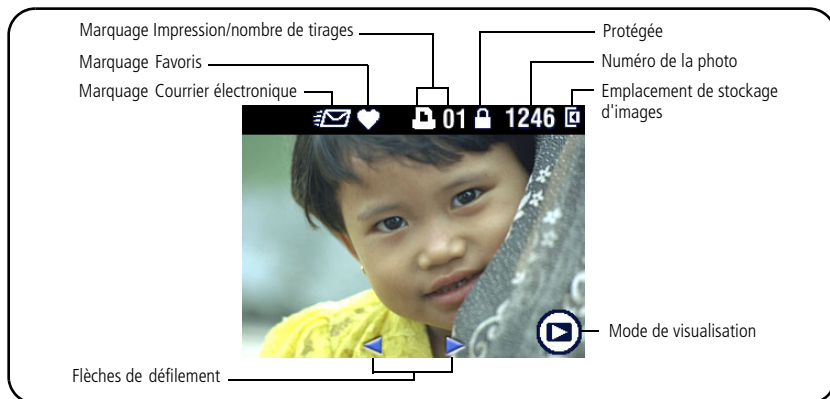 Marquage Impression/nombre de tirages
Marquage Favoris
Marquage Courrier électronique
Protégée
Numéro de la photo
Emplacement de stockage
d'images
01 1246
Mode de visualisation
Flèches de défilement